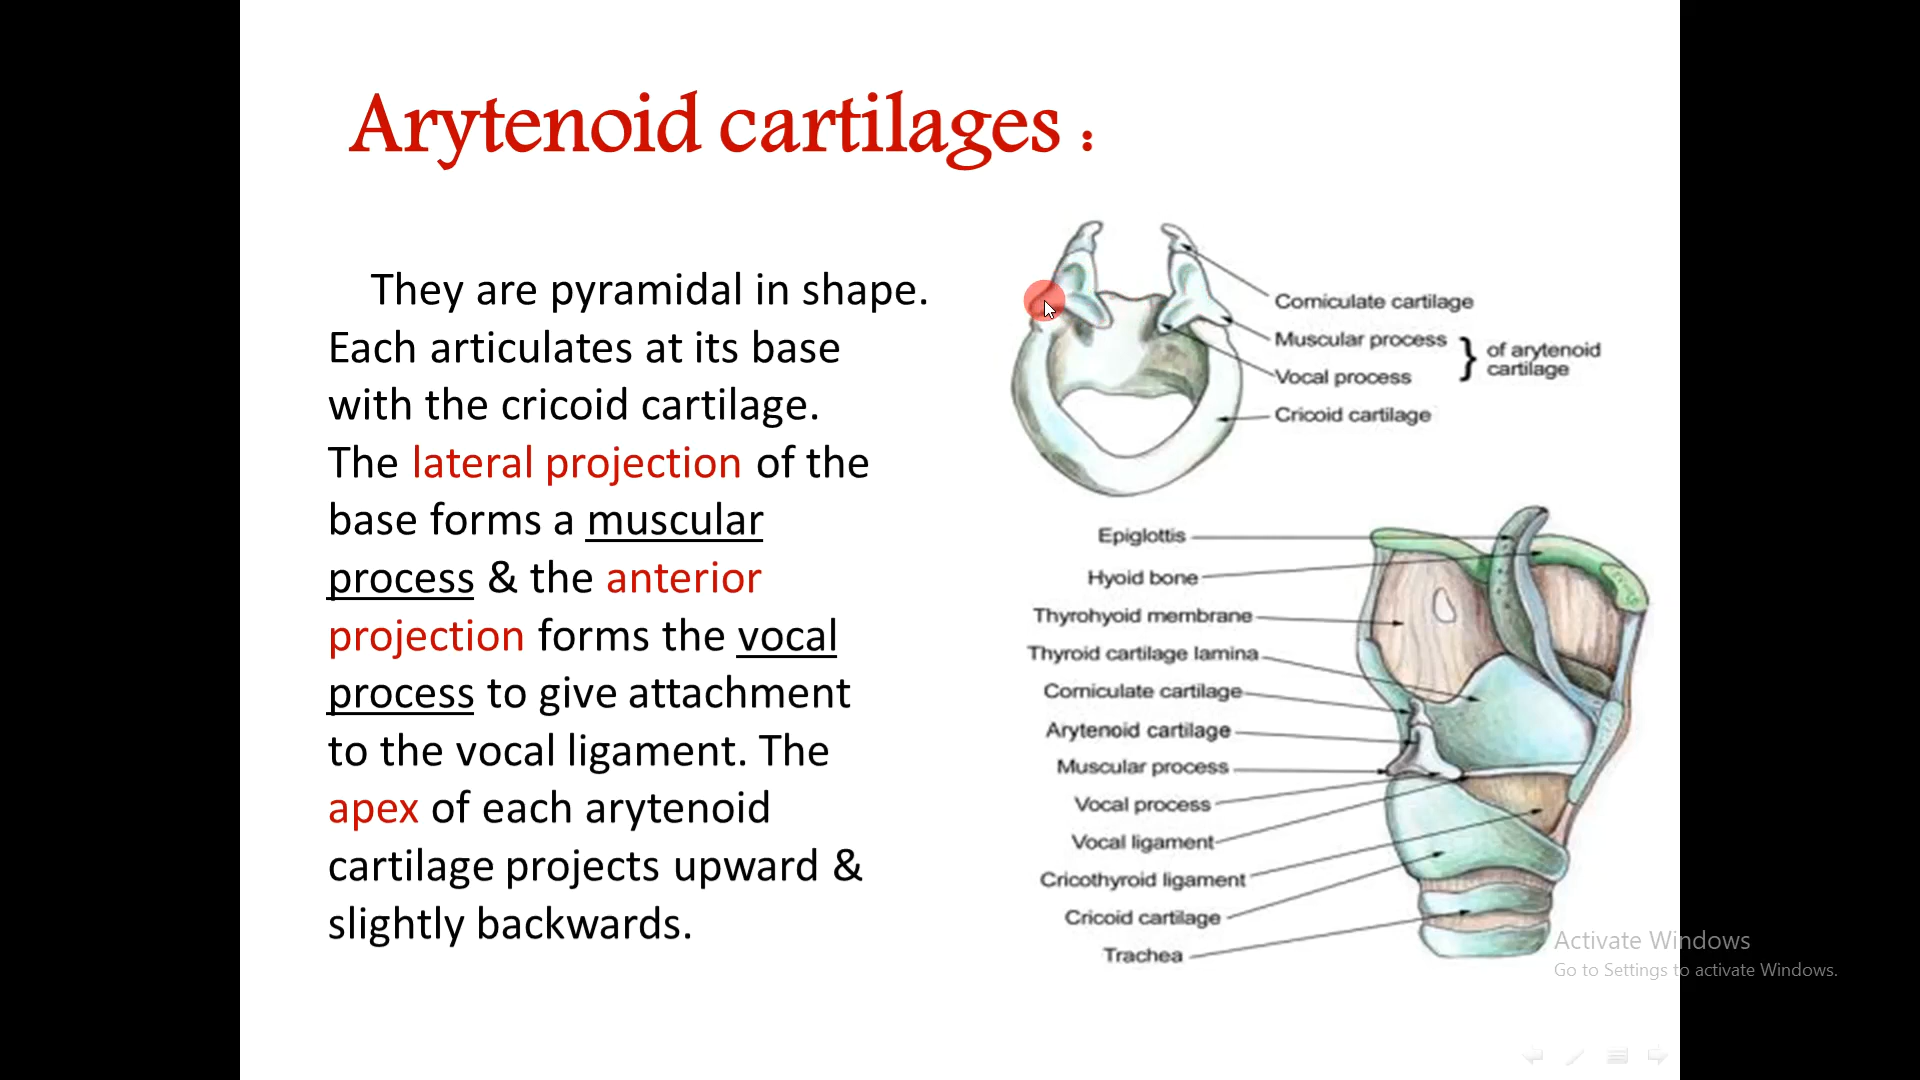 Arytenoid cartilages :
They are pyramidal in shape.
Each articulates at its base
with the cricoid cartilage.
The lateral projection of the
base forms a muscular
process & the anterior
projection forms the vocal
process to give attachment
to the vocal ligament. The
apex of each arytenoid
cartilage projects upward &
slightly backwards.
Corniculate cartilage
Muscular process
Vocal process
} of arytenoid
cartilage
Cricoid cartilage
Epiglottis
Hyoid bone
Thyrohyoid membrane
Thyroid cartilage lamina
Corniculate cartilage
Arytenoid cartilage
Muscular process
Vocal process
Vocal ligament
Cricothyroid ligament
Cricoid cartilage
Trachea
Activate Windows
Go to Settings to activate Windows.